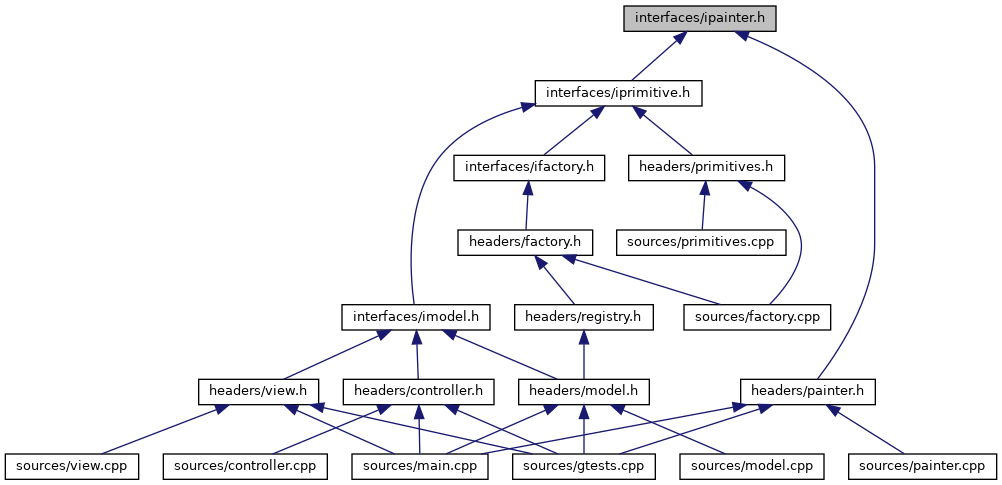 interfaces/ipainter.h
interfaces/iprimitive.h
interfaces/ifactory.h
headers/primitives.h
headers/factory.h
sources/primitives.cpp
interfaces/imodel.h
headers/registry.h
sources/factory.cpp
headers/view.h
headers/controller.h
headers/model.h
headers/painter.h
sources/view.cpp
sources/controller.cpp
sources/main.cpp
sources/gtests.cpp
sources/model.cpp
sources/painter.cpp